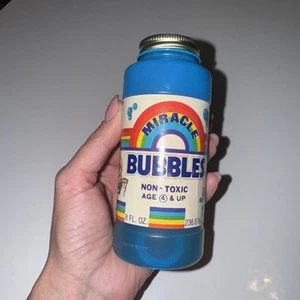 MIRACLE
BUBBLES
NON-TOXIC
AGE ④ & UP
8 FL. OZ.